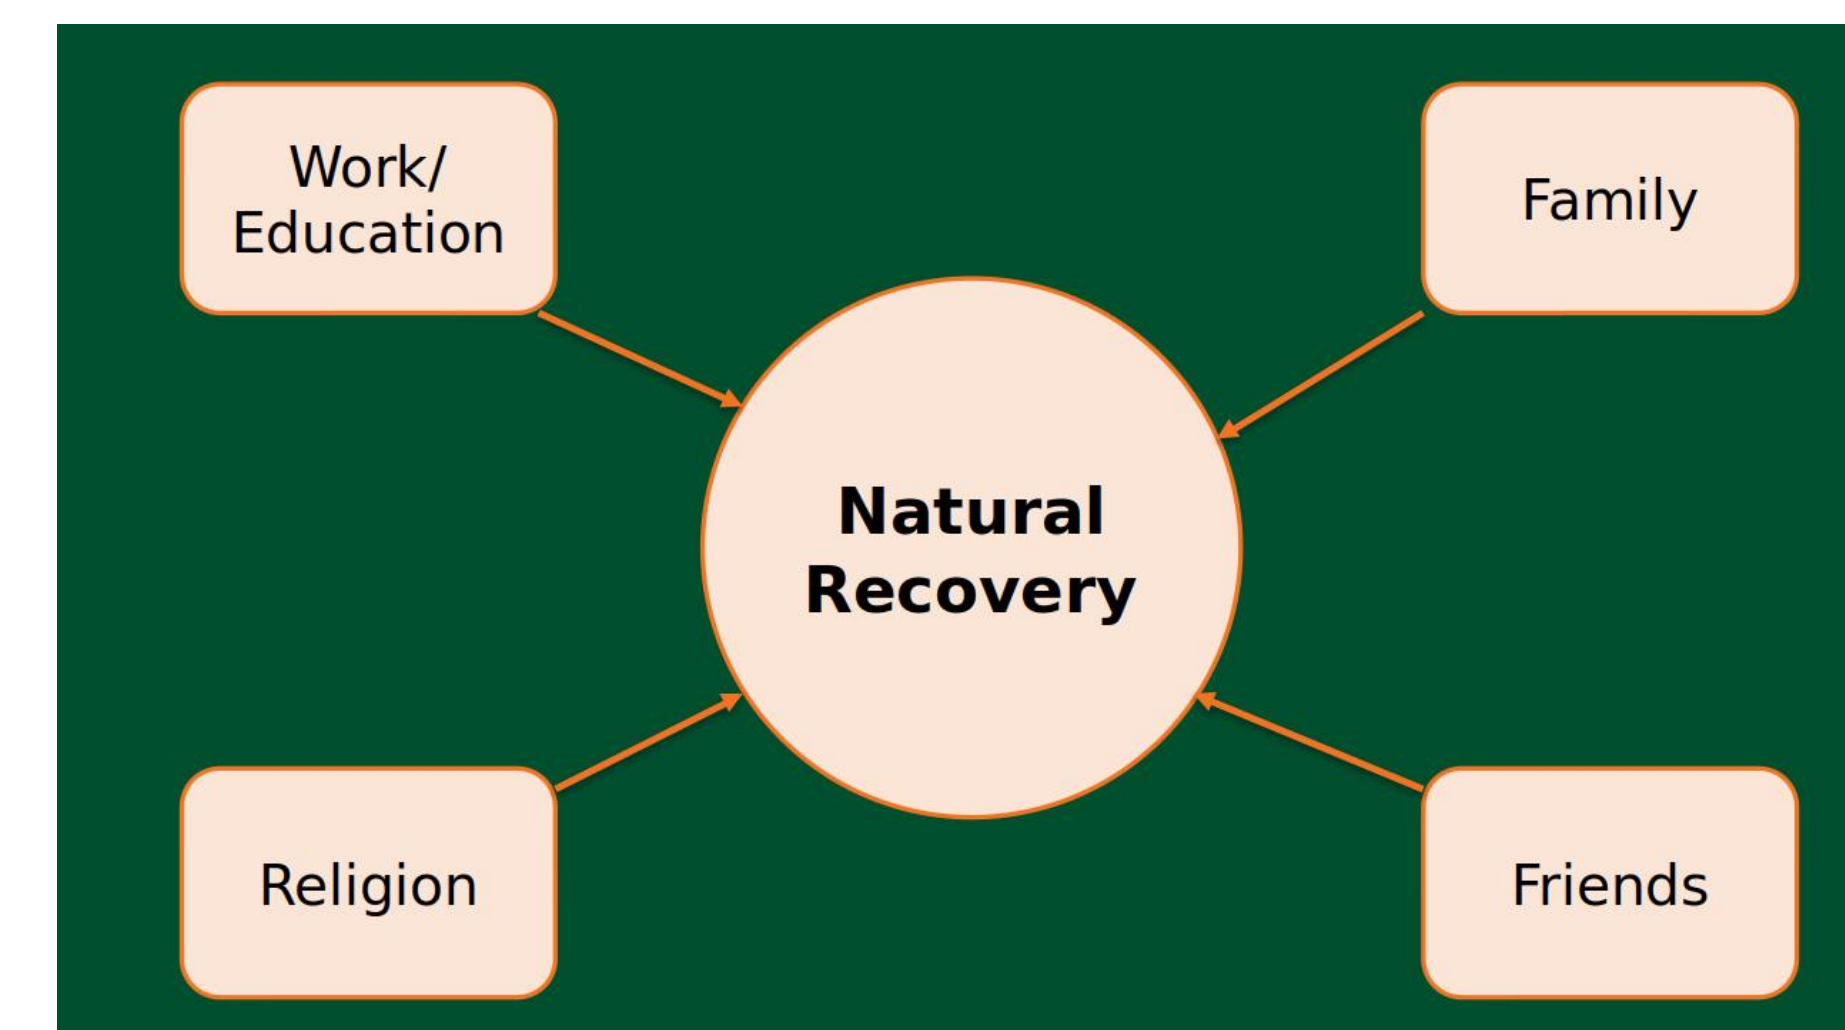 Work/
Education
Family
Natural
Recovery
Religion
Friends